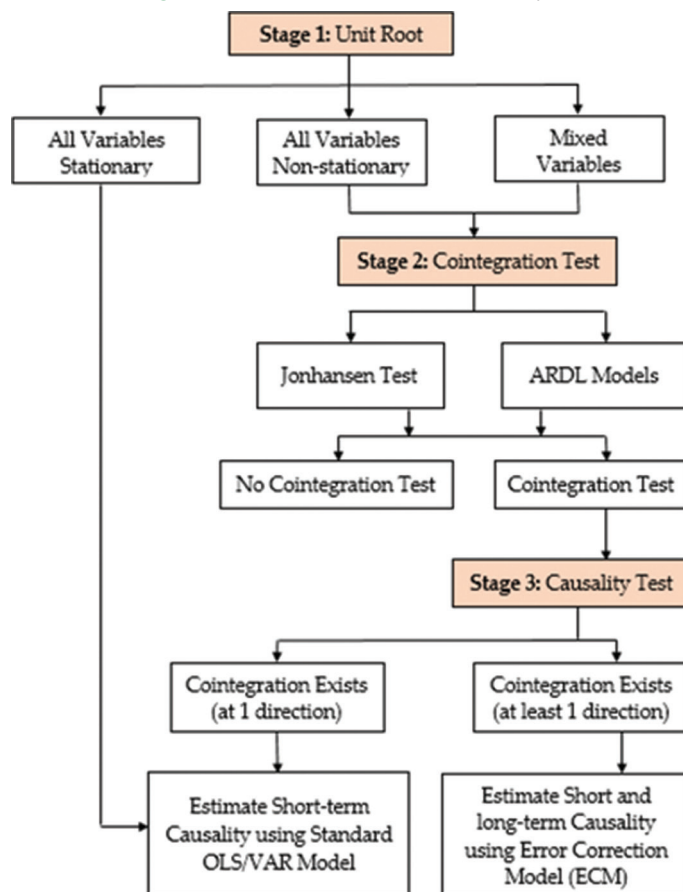 Stage 1: Unit Root
All Variables
Stationary
All Variables
Non-stationary
Mixed
Variables
Stage 2: Cointegration Test
Jonhansen Test
ARDL Models
No Cointegration Test
Cointegration Test
Stage 3: Causality Test
Cointegration Exists
(at 1 direction)
Cointegration Exists
(at least 1 direction)
Estimate Short-term
Causality using Standard
OLS/VAR Model
Estimate Short and
long-term Causality
using Error Correction
Model (ECM)